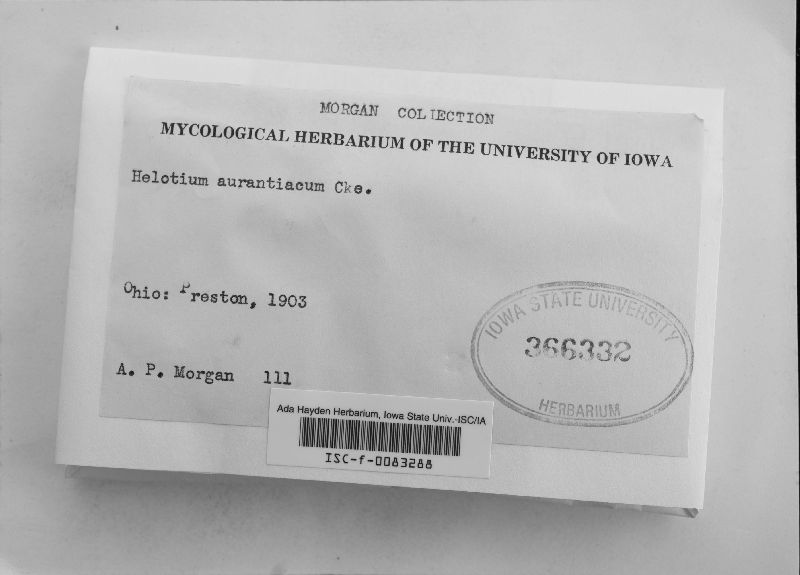 MORGAN COLLECTION
MYCOLOGICAL HERBARIUM OF THE UNIVERSITY OF IOWA
Helotium aurantiacum Cke.
Ohio: Preston, 1903
IOWA STATE UNIVERSITY
366332
HERBARIUM
A. P. Morgan 111
Ada Hayden Herbarium, Iowa State Univ.-ISC/IA
ISC-f-0083288